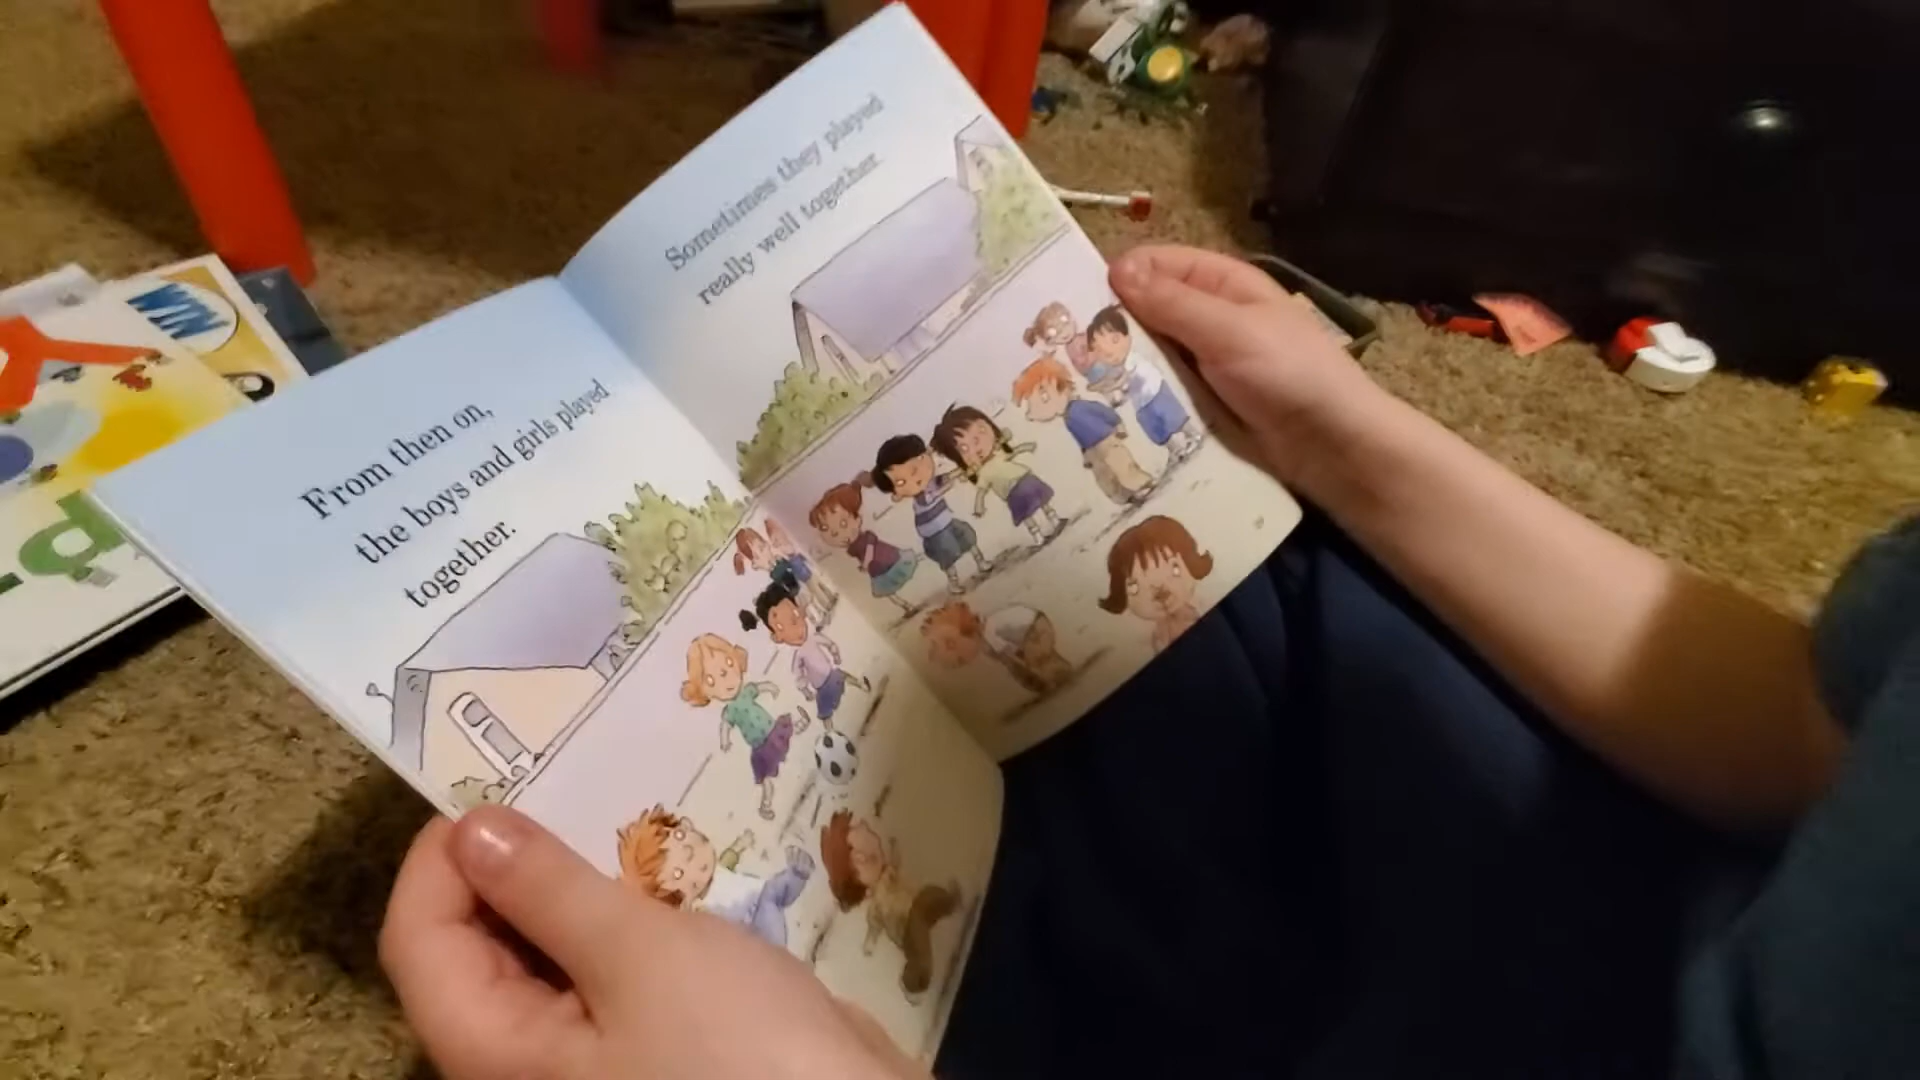 From then on,
the boys and girls played
together.
Sometimes they played
really well together.